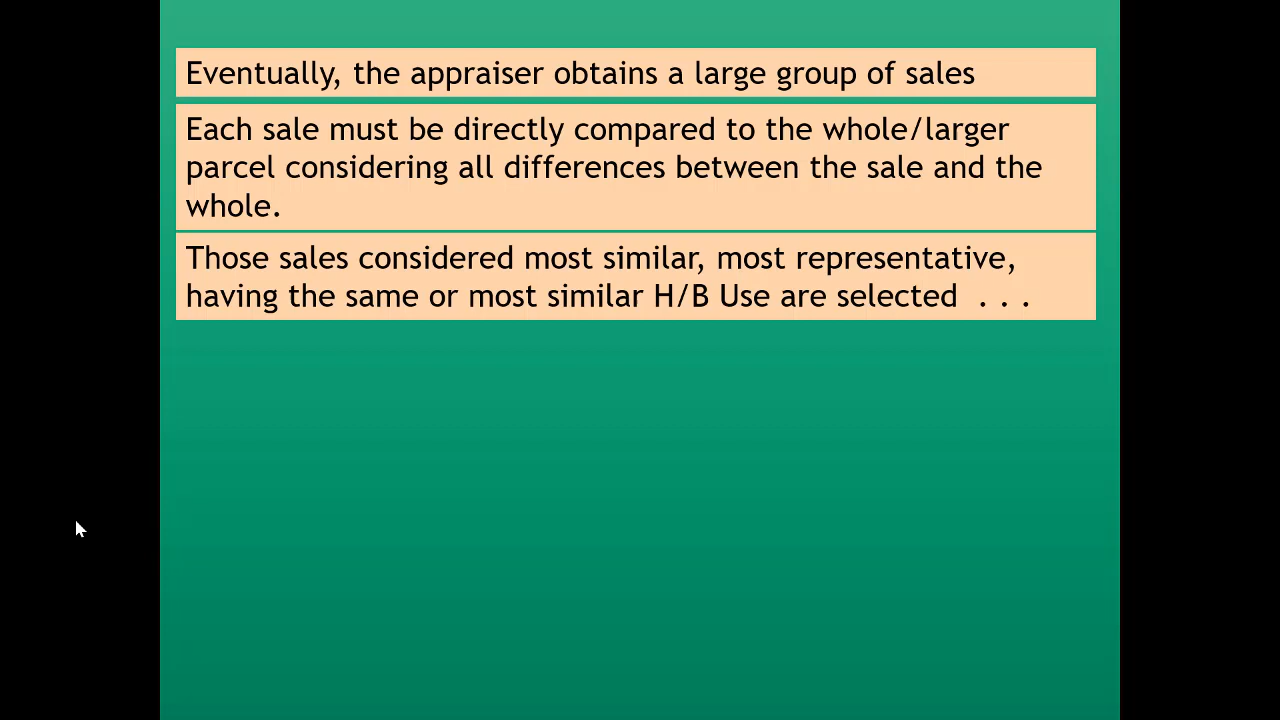 Eventually, the appraiser obtains a large group of sales
Each sale must be directly compared to the whole/larger
parcel considering all differences between the sale and the
whole.
Those sales considered most similar, most representative,
having the same or most similar H/B Use are selected  . . .